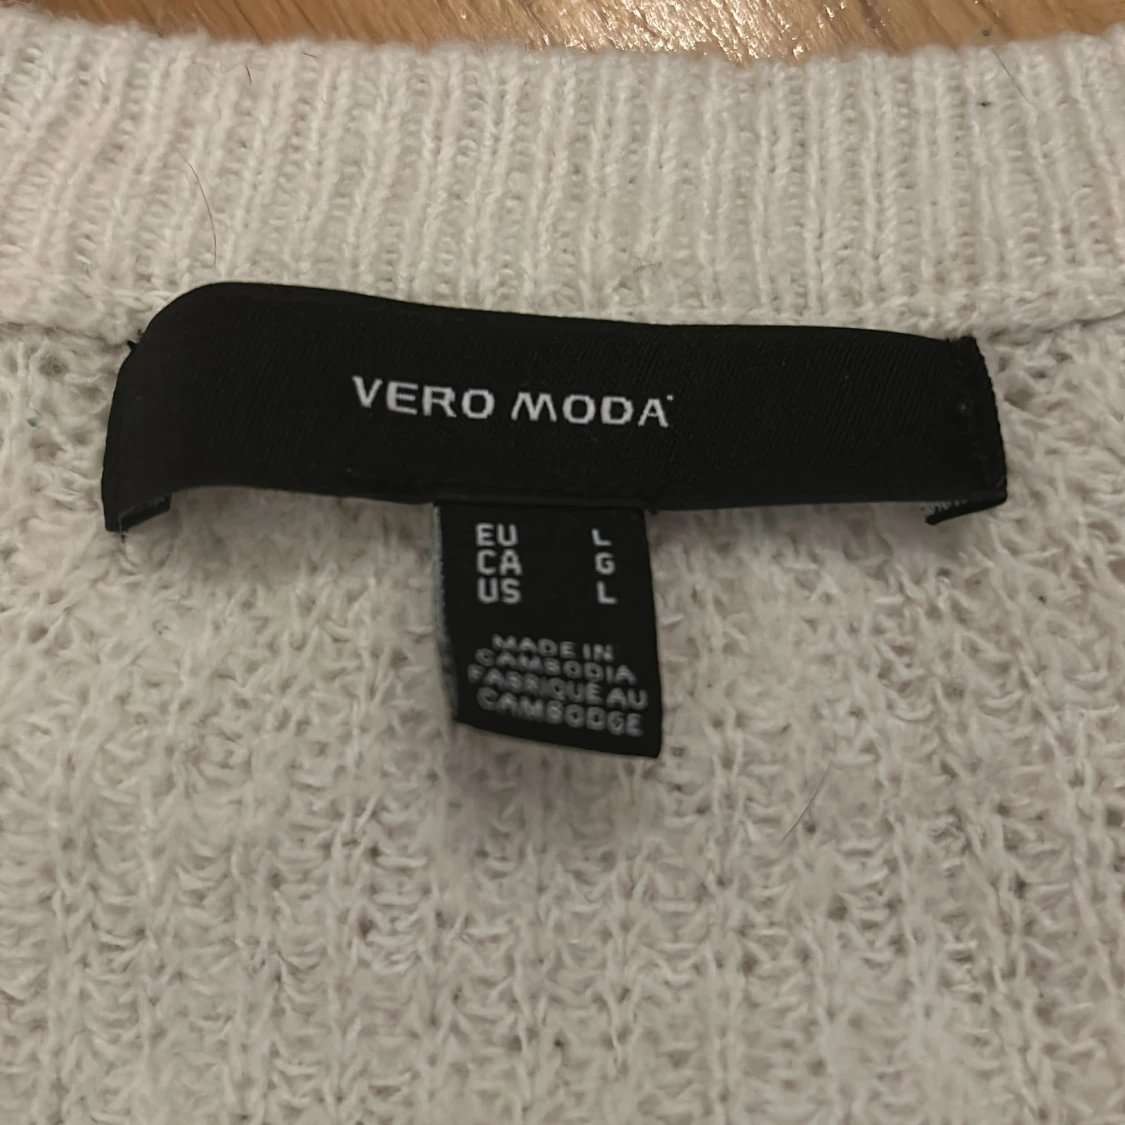 VERO MODA
EU L
CA G
US L
MADE IN
CAMBODIA
FABRIQUÉ AU
CAMBODGE